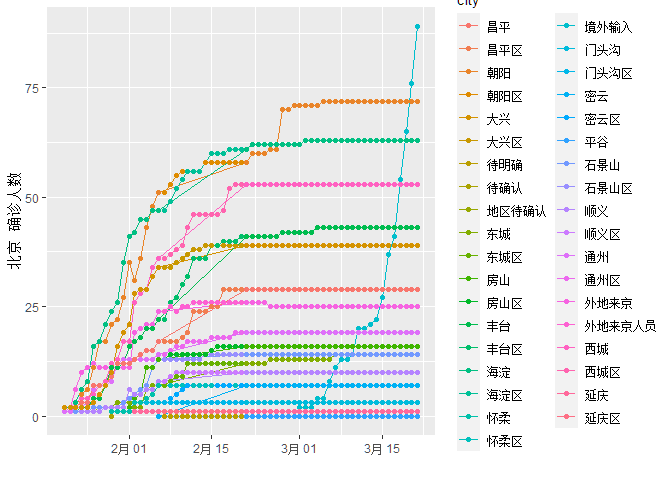 City
75
50
25
0
北京 确诊人数
2月 01
2月 15
3月 01
3月 15
昌平
昌平区
朝阳
朝阳区
大兴
大兴区
待明确
待确认
地区待确认
东城
东城区
房山
房山区
丰台
丰台区
海淀
海淀区
怀柔
怀柔区
境外输入
门头沟
门头沟区
密云
密云区
平谷
石景山
石景山区
顺义
顺义区
通州
通州区
外地来京
外地来京人员
西城
西城区
延庆
延庆区